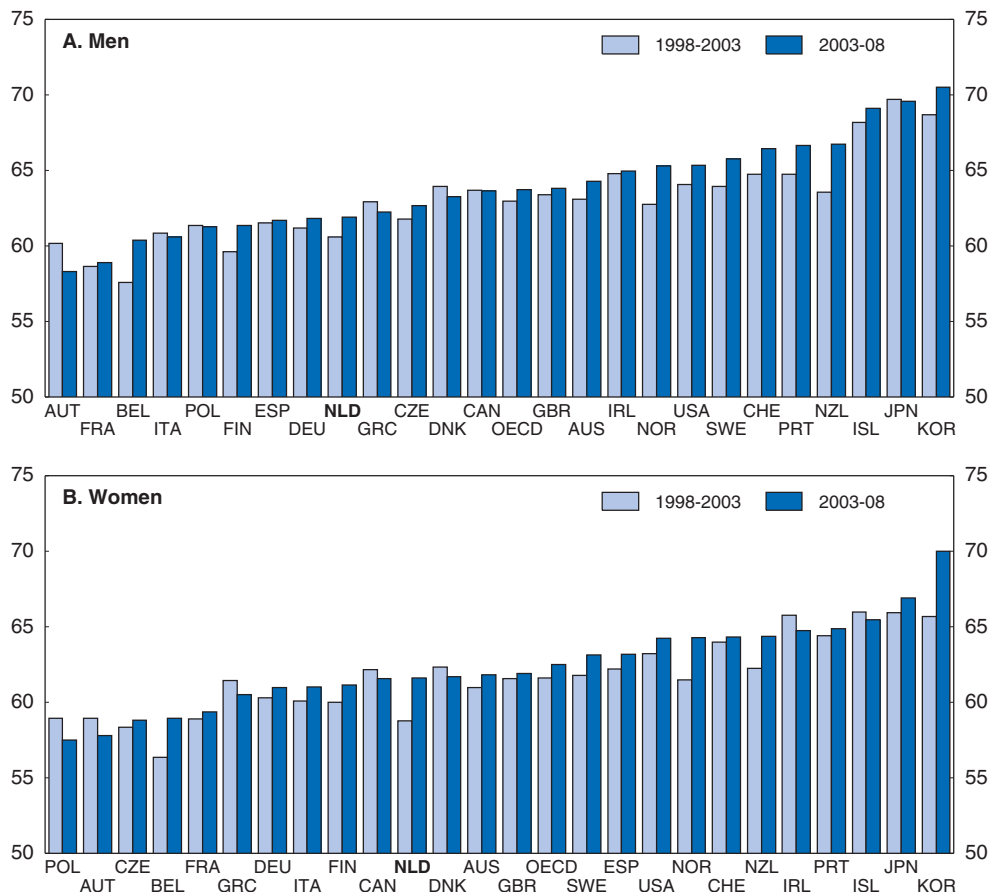 75 75
A. Men 1998-2003 2003-08
70 70
65 65
60 60
55 55
50 50
AUT BEL POL ESP NLD CZE CAN GBR IRL USA CHE NZL JPN
FRA ITA FIN DEU GRC DNK OECD AUS NOR SWE PRT ISL KOR
75 75
B. Women 1998-2003 2003-08
70 70
65 65
60 60
55 55
50 50
POL CZE FRA DEU FIN NLD AUS OECD ESP NOR NZL PRT JPN
AUT BEL GRC ITA CAN DNK GBR SWE USA CHE IRL ISL KOR